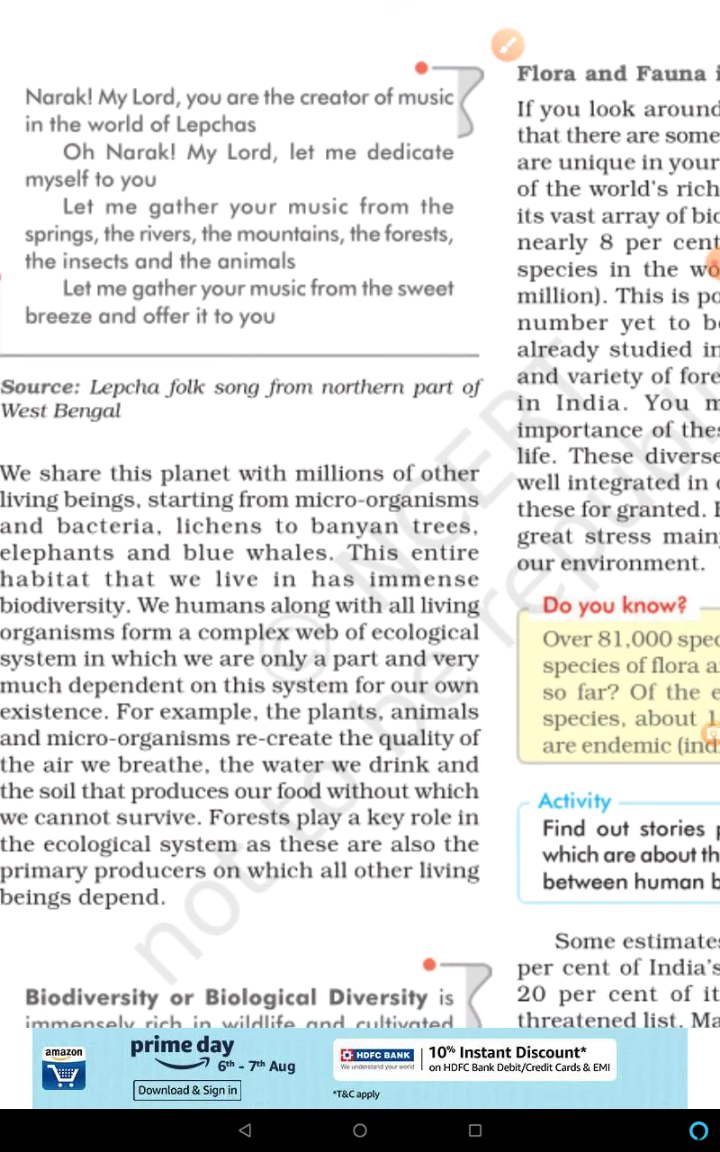 Narak! My Lord, you are the creator of music
in the world of Lepchas
Oh Narak! My Lord, let me dedicate
myself to you
Let me gather your music from the
springs, the rivers, the mountains, the forests,
the insects and the animals
Let me gather your music from the sweet
breeze and offer it to you
Source: Lepcha folk song from northern part of
West Bengal
We share this planet with millions of other
living beings, starting from micro-organisms
and bacteria, lichens to banyan trees,
elephants and blue whales. This entire
habitat that we live in has immense
biodiversity. We humans along with all living
organisms form a complex web of ecological
system in which we are only a part and very
much dependent on this system for our own
existence. For example, the plants, animals
and micro-organisms re-create the quality of
the air we breathe, the water we drink and
the soil that produces our food without which
we cannot survive. Forests play a key role in
the ecological system as these are also the
primary producers on which all other living
beings depend.
Biodiversity or Biological Diversity is
immensely rich in wildlife and cultivated
Flora and Fauna i
If you look around
that there are some
are unique in your
of the world's rich
its vast array of bio
nearly 8 per cent
species in the wo
million). This is po
number yet to be
already studied in
and variety of fore
in India. You m
importance of thes
life. These diverse
well integrated in
these for granted.
great stress main
our environment.
Do you know?
Over 81,000 spec
species of flora a
so far? Of the e
species, about 1
are endemic (ind
Activity
Find out stories p
which are about th
between human b
Some estimates
per cent of India's
20 per cent of it
threatened list. Ma
© NCERT
not to be republi
amazon
prime day
6th - 7th Aug
Download & Sign in
HDFC BANK
We understand your world
10% Instant Discount*
on HDFC Bank Debit/Credit Cards & EMI
*T&C apply